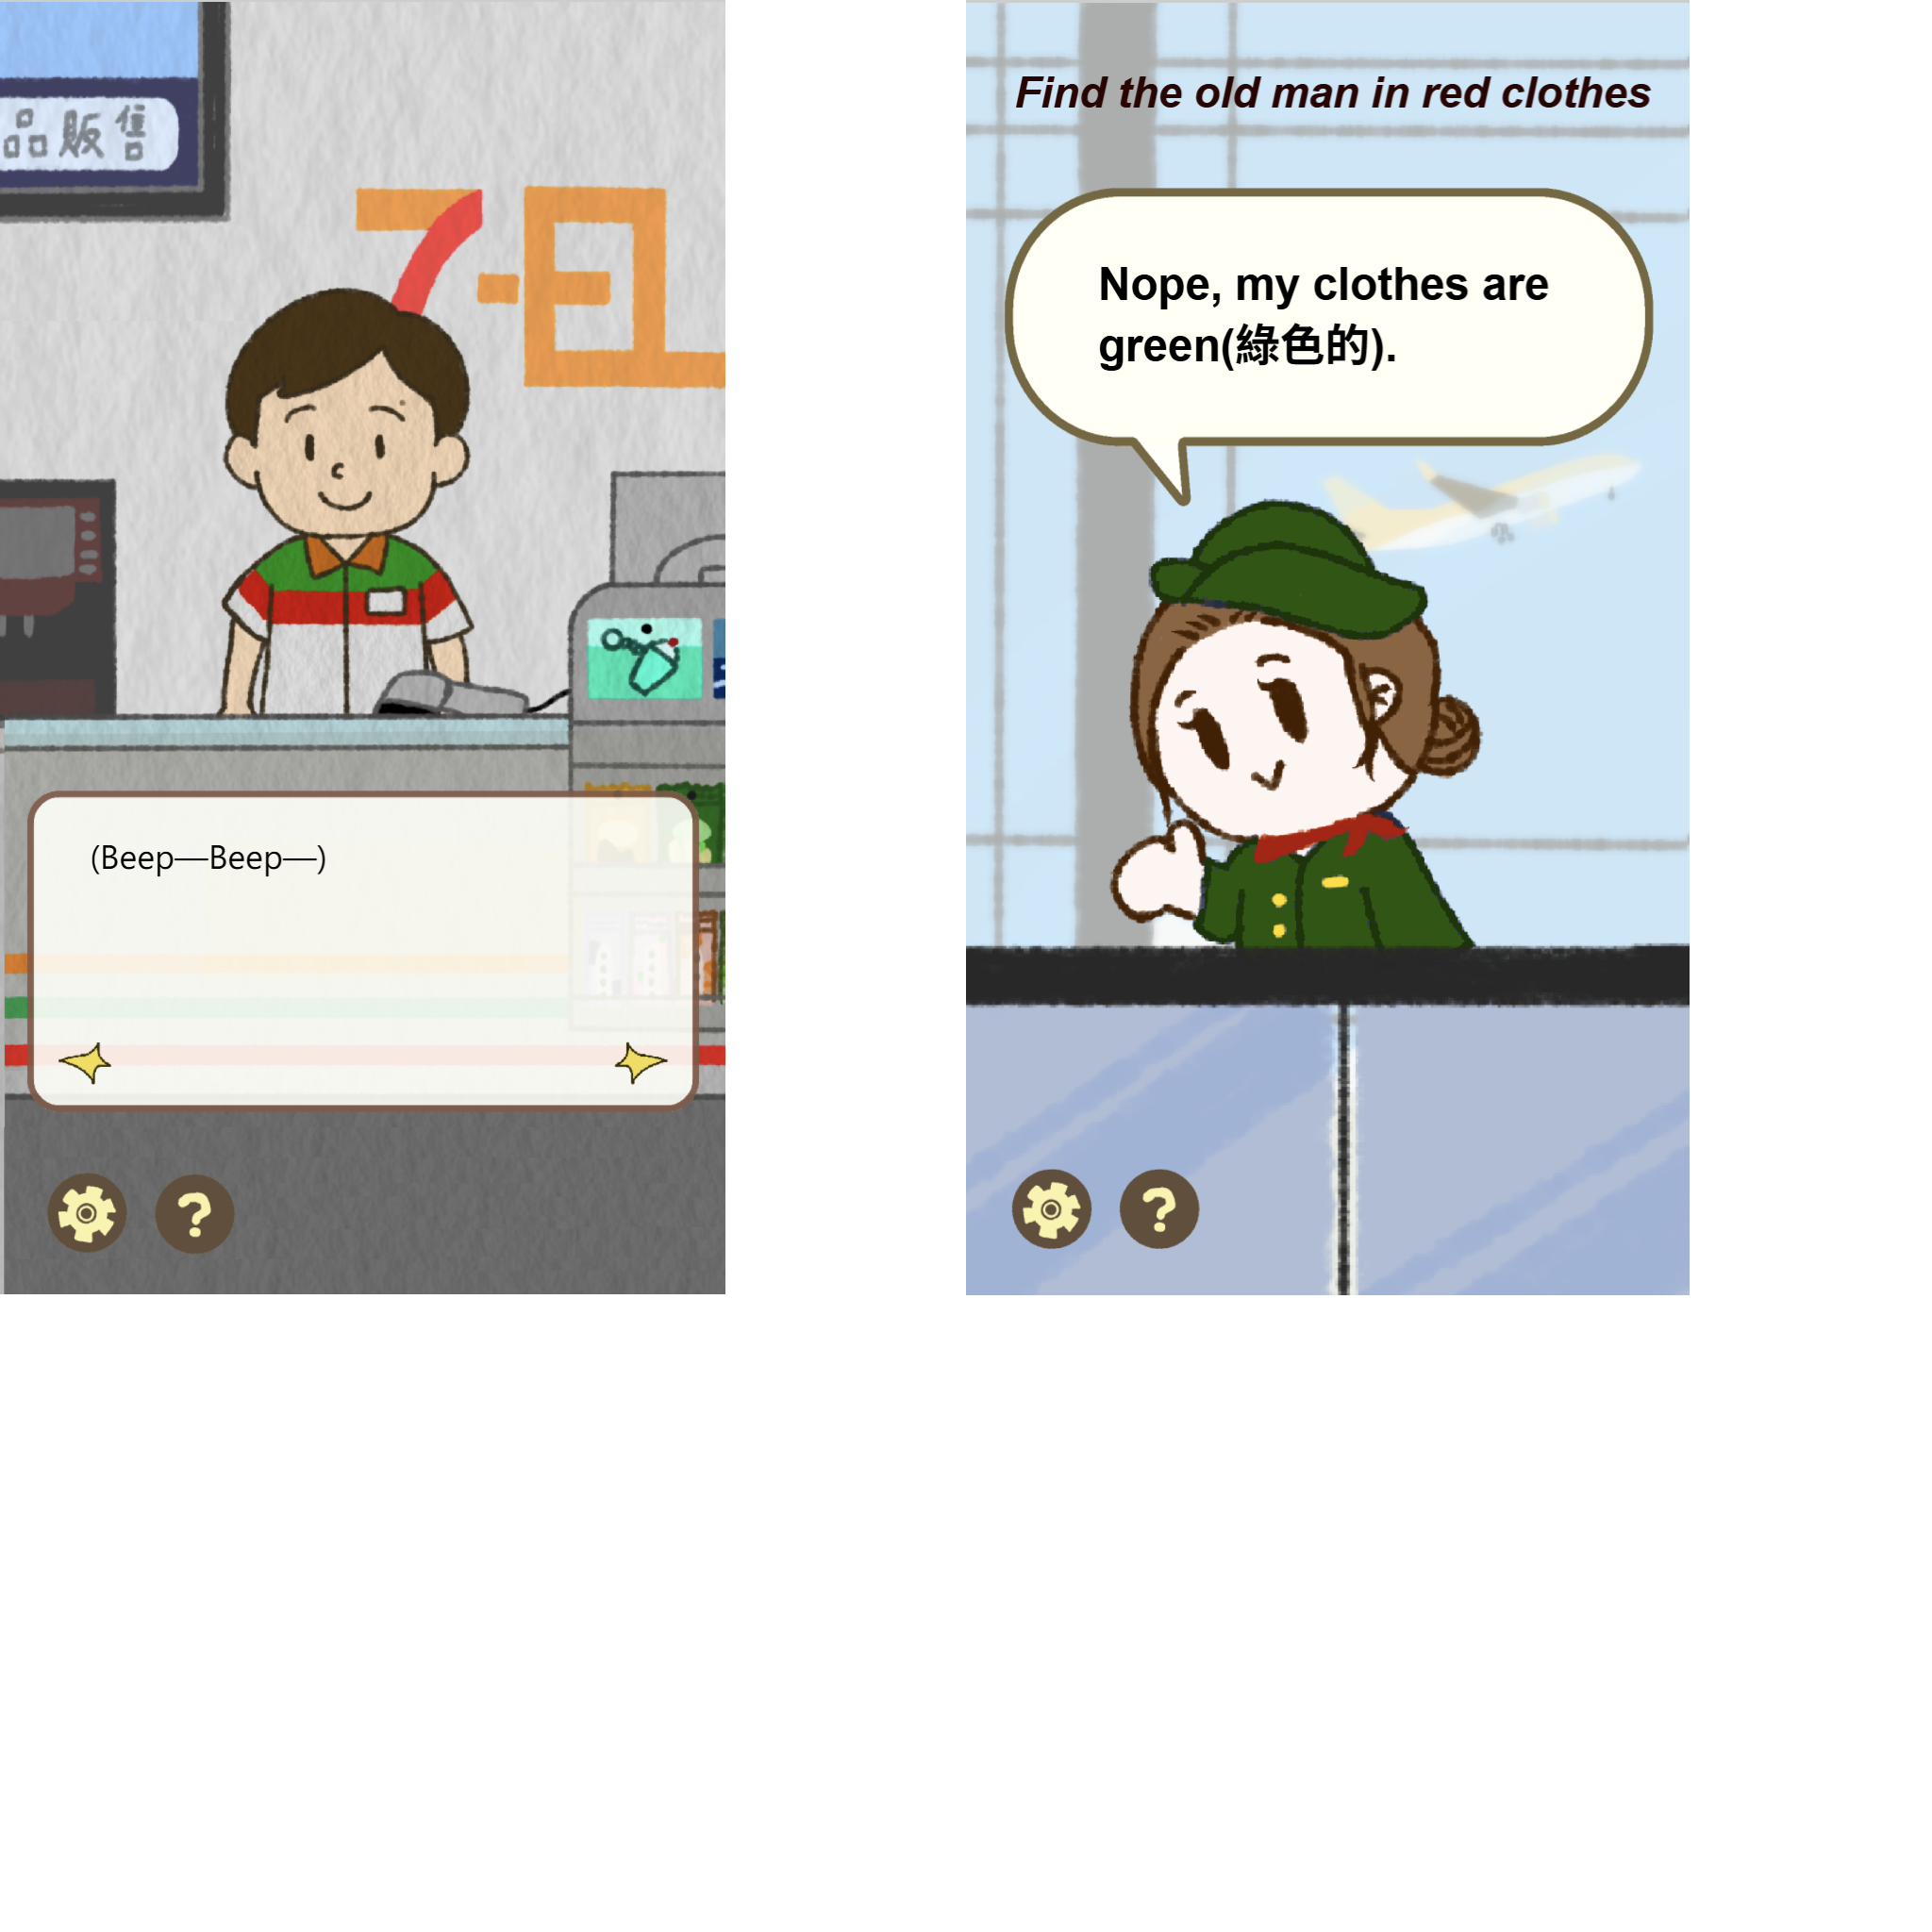 品販售
7-E
(Beep—Beep—)
?
Find the old man in red clothes
Nope, my clothes are
green(綠色的).
?